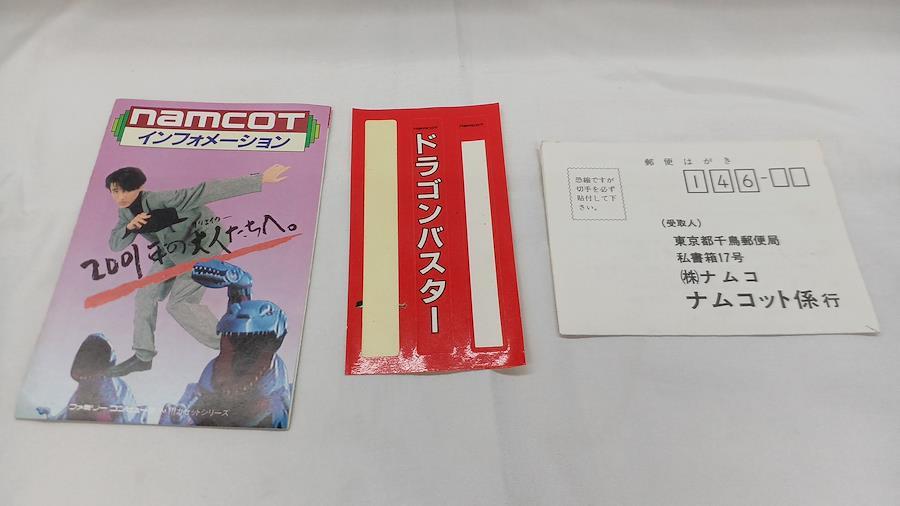 namcot
インフォメーション
2001年の大人たちへ。
ファミリーコンピュータ
カセットシリーズ
ドラゴンバスター
郵便はがき
恐縮ですが
切手を必ず
貼付して下
さい。
146-
(受取人)
東京都千鳥郵便局
私書箱17号
(株)ナムコ
ナムコット係行